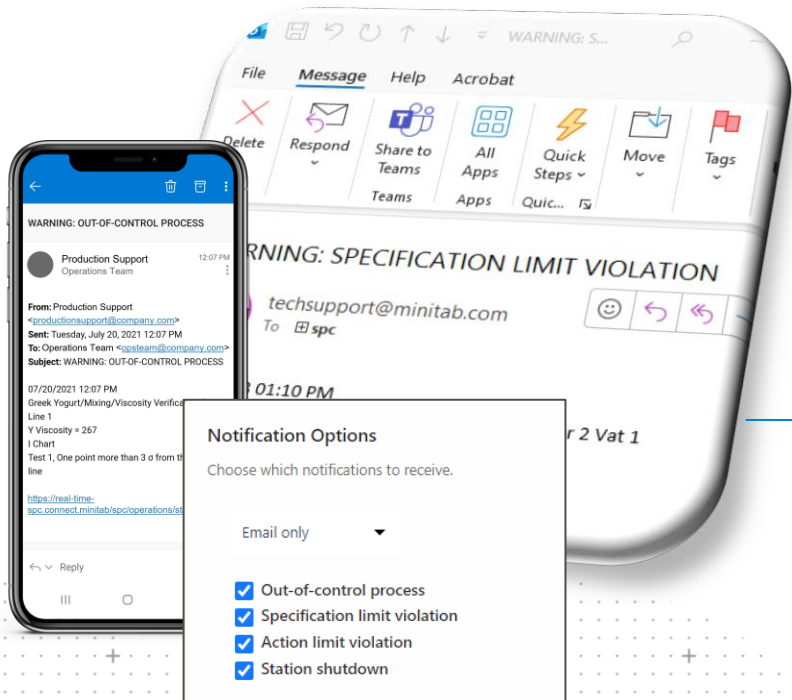 WARNING: S...
File Message Help Acrobat
Delete
Respond
Share to Teams
All Apps
Quick Steps
Move
Tags
Teams
Apps
Quic...
RNING: SPECIFICATION LIMIT VIOLATION
techsupport@minitab.com
To spc
01:10 PM
r 2 Vat 1
WARNING: OUT-OF-CONTROL PROCESS
Production Support 12:07 PM
Operations Team
From: Production Support
<productionsupport@company.com>
Sent: Tuesday, July 20, 2021 12:07 PM
To: Operations Team <opsteam@company.com>
Subject: WARNING: OUT-OF-CONTROL PROCESS
07/20/2021 12:07 PM
Greek Yogurt/Mixing/Viscosity Verifica
Line 1
Y Viscosity = 267
I Chart
Test 1, One point more than 3 σ from th
line
https://real-time-
spc.connect.minitab/spc/operations/st
Reply
Notification Options
Choose which notifications to receive.
Email only
Out-of-control process
Specification limit violation
Action limit violation
Station shutdown